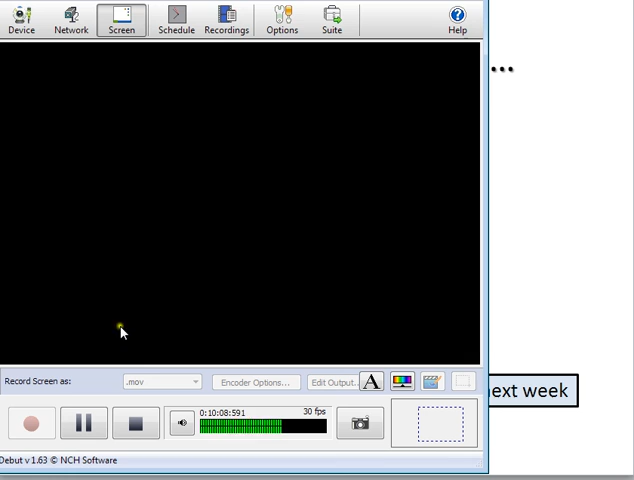 Device Network Screen Schedule Recordings Options Suite Help
...
Record Screen as: .mov Encoder Options... Edit Output...
A
next week
0:10:08:591 30 fps
Debut v 1.63 © NCH Software